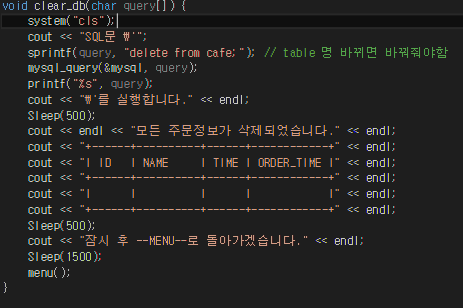 void clear_db(char query[]) {
    system("cls");
    cout << "SQL문 ₩'";
    sprintf(query, "delete from cafe;"); // table 명 바뀌면 바꿔줘야함
    mysql_query(&mysql, query);
    printf("%s", query);
    cout << "₩'를 실행합니다." << endl;
    Sleep(500);
    cout << endl << "모든 주문정보가 삭제되었습니다." << endl;
    cout << "+------+----------+------+------------+" << endl;
    cout << "| ID   | NAME     | TIME | ORDER_TIME |" << endl;
    cout << "+------+----------+------+------------+" << endl;
    cout << "|      |          |      |            |" << endl;
    cout << "+------+----------+------+------------+" << endl;
    Sleep(500);
    cout << "잠시 후 --MENU--로 돌아가겠습니다." << endl;
    Sleep(1500);
    menu();
}